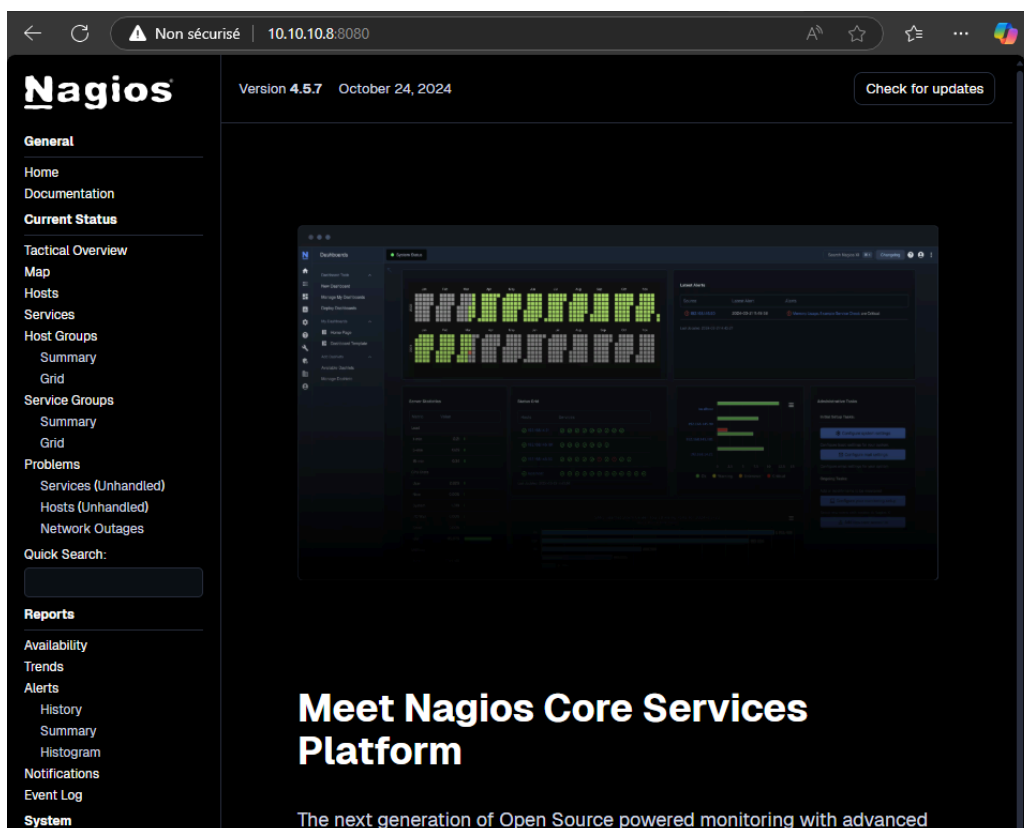 Non sécurisé 10.10.10.8:8080
Nagios
Version 4.5.7 October 24, 2024
Check for updates
General
Home
Documentation
Current Status
Tactical Overview
Map
Hosts
Services
Host Groups
Summary
Grid
Service Groups
Summary
Grid
Problems
Services (Unhandled)
Hosts (Unhandled)
Network Outages
Quick Search:
Reports
Availability
Trends
Alerts
History
Summary
Histogram
Notifications
Event Log
System
Dashboards
System Status
Meet Nagios Core Services
Platform
The next generation of Open Source powered monitoring with advanced